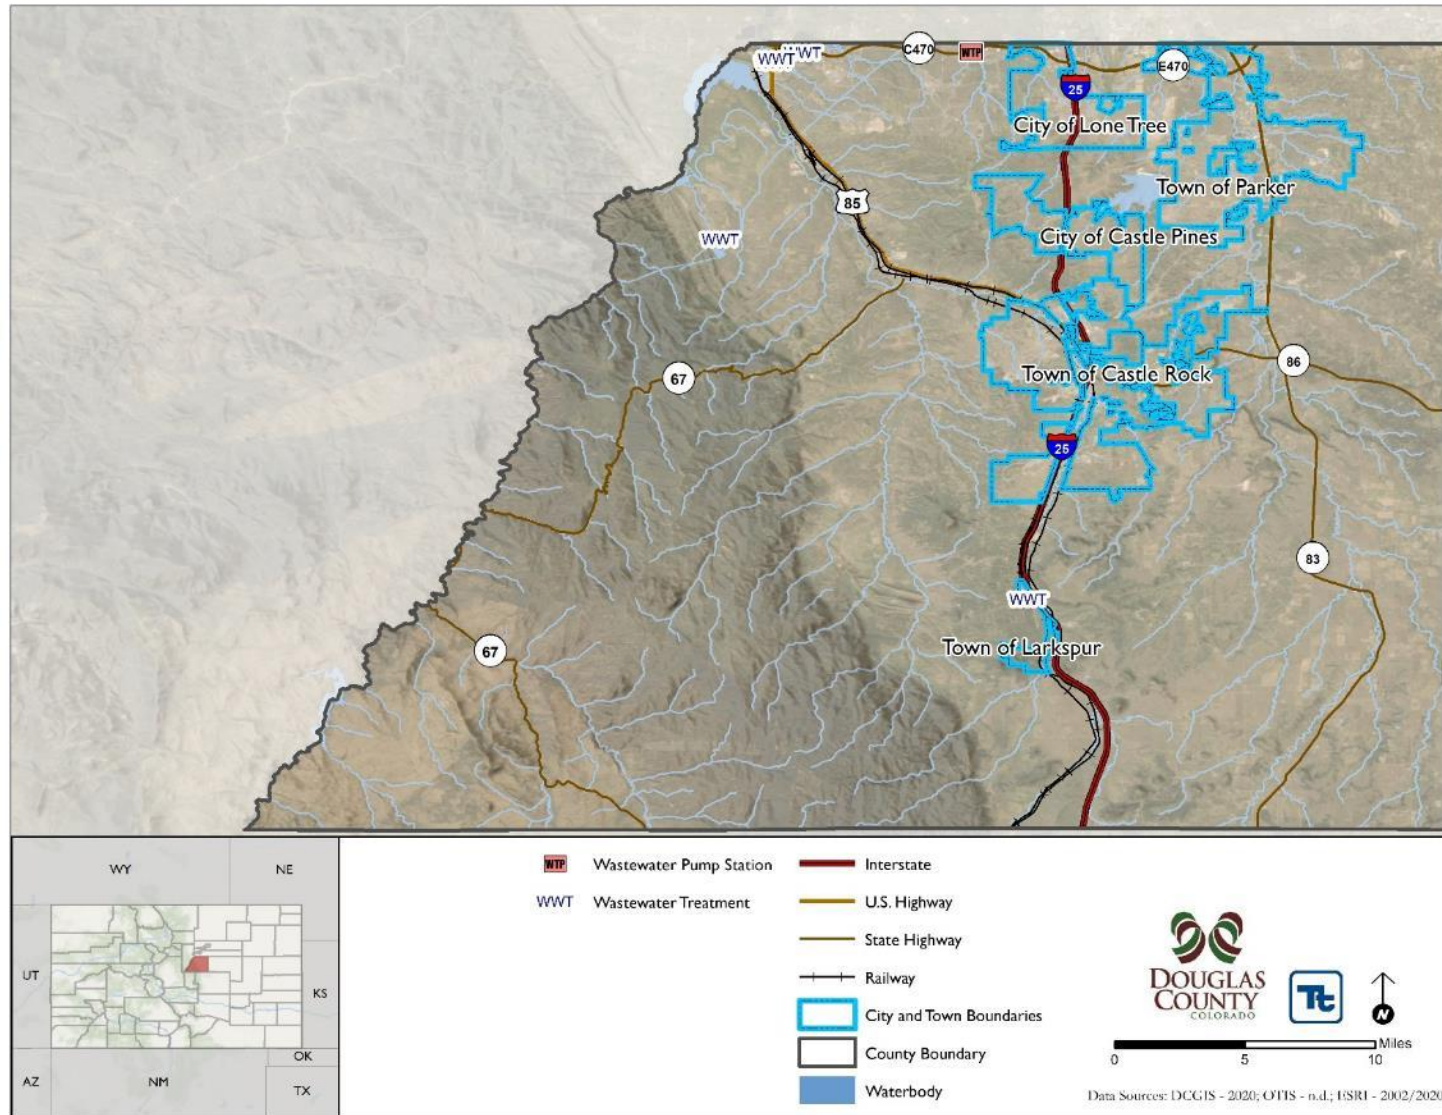 WWT
WWT
C470
WTP
E470
25
City of Lone Tree
Town of Parker
85
WWT
City of Castle Pines
86
67
Town of Castle Rock
25
83
WWT
Town of Larkspur
67
WY
NE
UT
KS
OK
AZ
NM
TX
WTP Wastewater Pump Station
WWT Wastewater Treatment
Interstate
U.S. Highway
State Highway
Railway
City and Town Boundaries
County Boundary
Waterbody
DOUGLAS
COUNTY
COLORADO
Tt
N
Miles
0 5 10
Data Sources: DCGIS - 2020; OTIS - n.d.; ESRI - 2002/2020